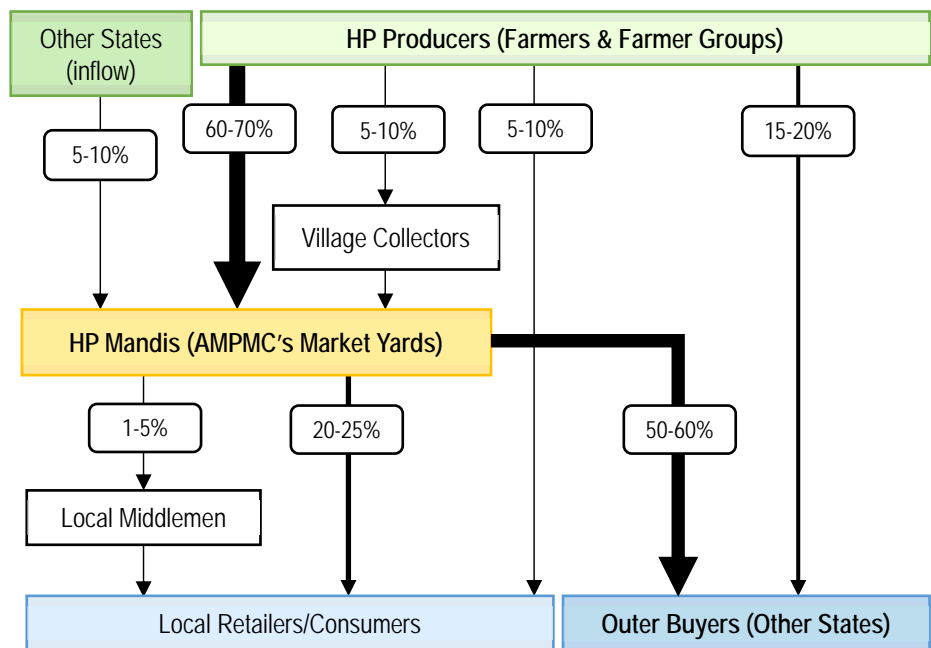 Other States
(inflow)
HP Producers (Farmers & Farmer Groups)
5-10%
60-70%
5-10%
5-10%
15-20%
Village Collectors
HP Mandis (AMPMC's Market Yards)
1-5%
20-25%
50-60%
Local Middlemen
Local Retailers/Consumers
Outer Buyers (Other States)